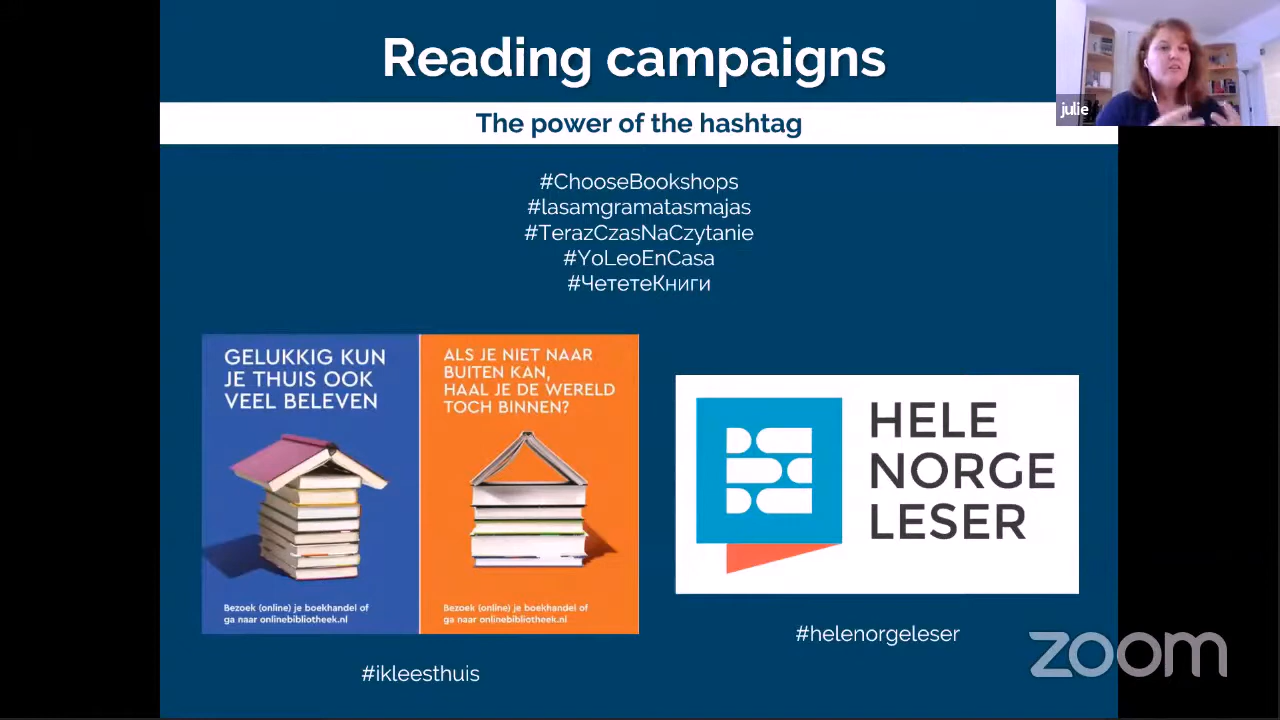 Reading campaigns
julie
The power of the hashtag
#ChooseBookshops
#lasamgramatasmajas
#TerazCzasNaCzytanie
#YoLeoEnCasa
#ЧететеКниги
GELUKKIG KUN
JE THUIS OOK
VEEL BELEVEN
Bezoek (online) je boekhandel of
ga naar onlinebibliotheek.nl
ALS JE NIET NAAR
BUITEN KAN,
HAAL JE DE WERELD
TOCH BINNEN?
Bezoek (online) je boekhandel of
ga naar onlinebibliotheek.nl
#ikleesthuis
HELE
NORGE
LESER
#helenorgeleser
zoom